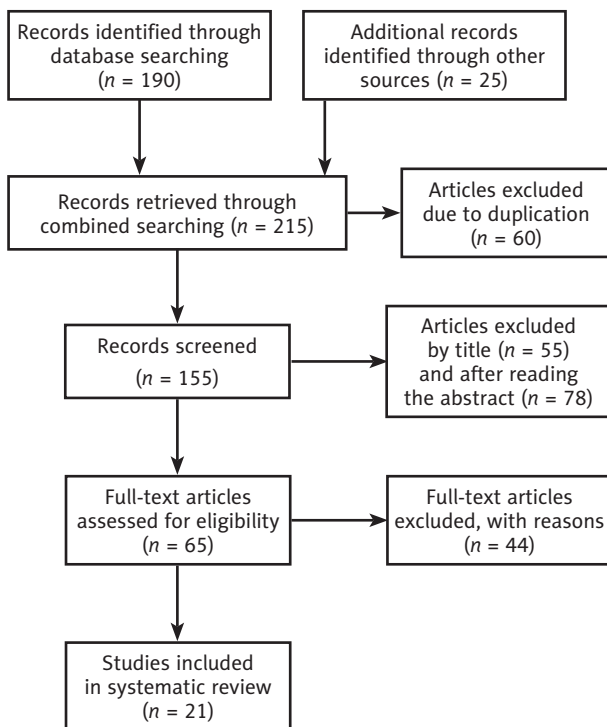 Records identified through
database searching
(n = 190)
Additional records
identified through other
sources (n = 25)
Records retrieved through
combined searching (n = 215)
Articles excluded
due to duplication
(n = 60)
Records screened
(n = 155)
Articles excluded
by title (n = 55)
and after reading
the abstract (n = 78)
Full-text articles
assessed for eligibility
(n = 65)
Full-text articles
excluded, with reasons
(n = 44)
Studies included
in systematic review
(n = 21)